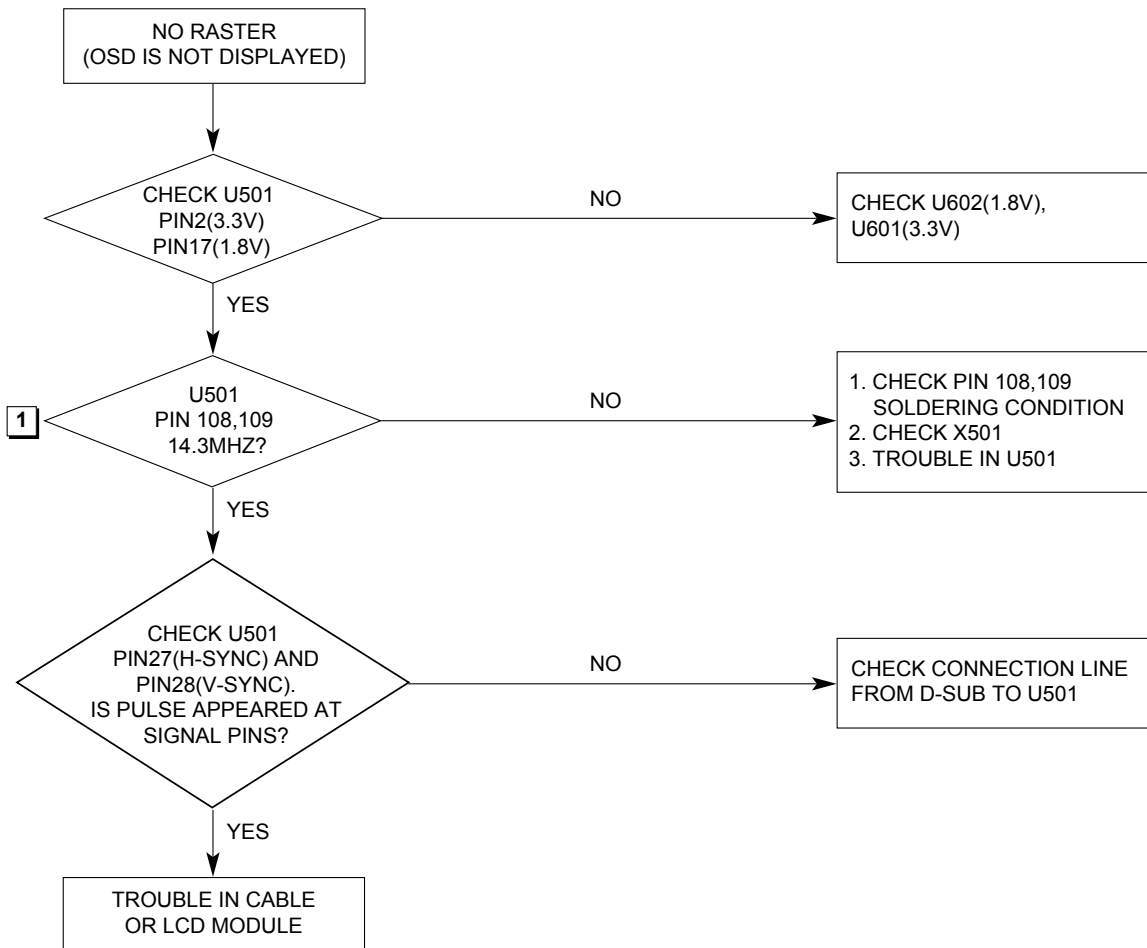 NO RASTER
(OSD IS NOT DISPLAYED)
CHECK U501
PIN2(3.3V)
PIN17(1.8V)
NO
CHECK U602(1.8V),
U601(3.3V)
YES
1
U501
PIN 108,109
14.3MHZ?
NO
1. CHECK PIN 108,109
SOLDERING CONDITION
2. CHECK X501
3. TROUBLE IN U501
YES
CHECK U501
PIN27(H-SYNC) AND
PIN28(V-SYNC).
IS PULSE APPEARED AT
SIGNAL PINS?
NO
CHECK CONNECTION LINE
FROM D-SUB TO U501
YES
TROUBLE IN CABLE
OR LCD MODULE